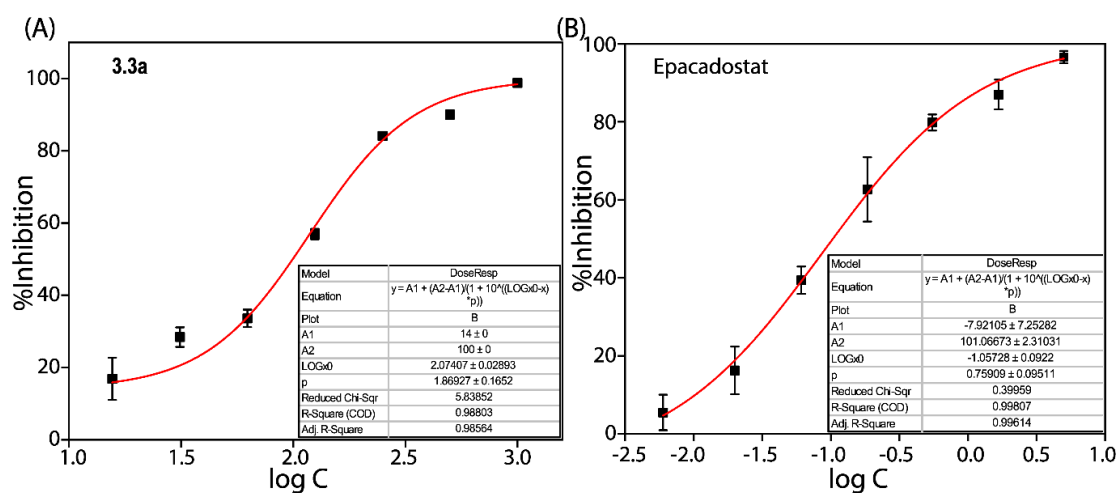 (A)
3.3a
100
80
60
40
20
0
%Inhibition
1.0 1.5 2.0 2.5 3.0
log C
Model DoseResp
Equation y = A1 + (A2-A1)/(1 + 10^((LOGx0-x)
*p))
Plot B
A1 14 ± 0
A2 100 ± 0
LOGx0 2.07407 ± 0.02893
p 1.86927 ± 0.1652
Reduced Chi-Sqr 5.83852
R-Square (COD) 0.98803
Adj. R-Square 0.98564
(B)
Epacadostat
100
80
60
40
20
0
%Inhibition
-2.5 -2.0 -1.5 -1.0 -0.5 0.0 0.5 1.0
log C
Model DoseResp
Equation y = A1 + (A2-A1)/(1 + 10^((LOGx0-x)
*p))
Plot B
A1 -7.92105 ± 7.25282
A2 101.06673 ± 2.31031
LOGx0 -1.05728 ± 0.0922
p 0.75909 ± 0.09511
Reduced Chi-Sqr 0.39959
R-Square (COD) 0.99807
Adj. R-Square 0.99614